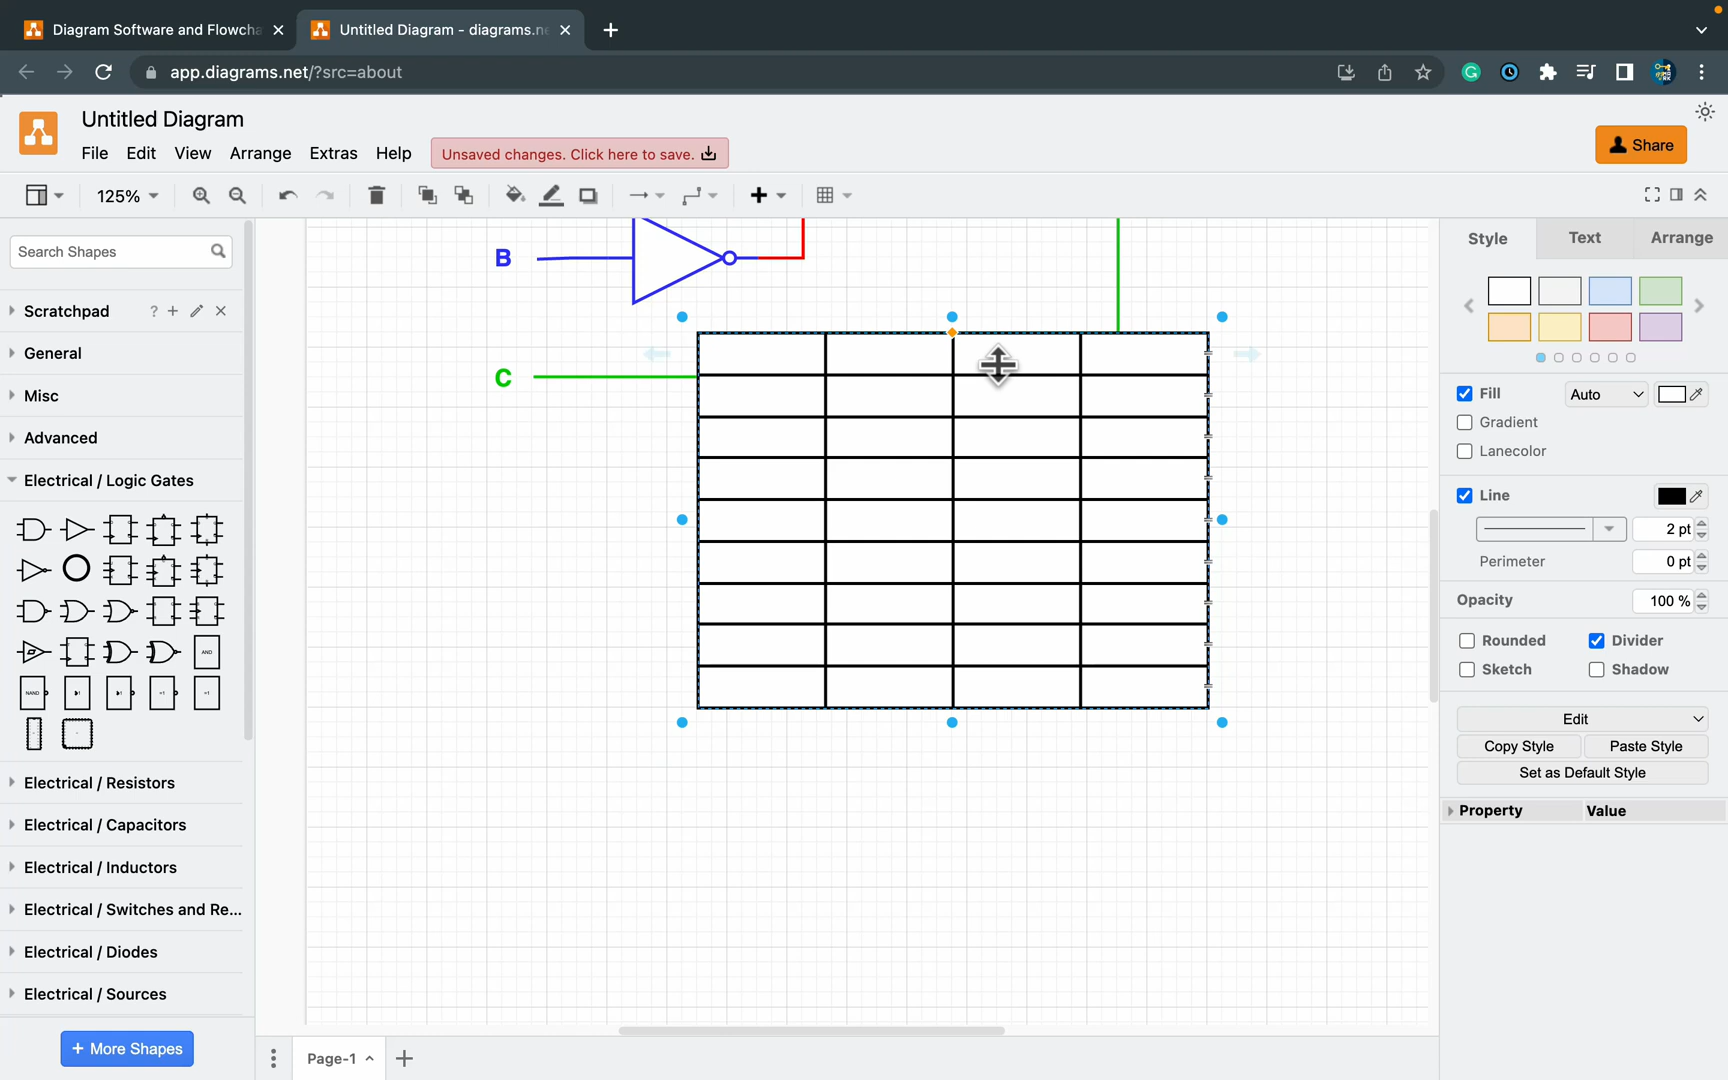 Diagram Software and Flowcha
Untitled Diagram - diagrams.ne
app.diagrams.net/?src=about
Untitled Diagram
File Edit View Arrange Extras Help
Unsaved changes. Click here to save.
Share
125%
Search Shapes
Scratchpad ?
General
Misc
Advanced
Electrical / Logic Gates
AND
NAND
Electrical / Resistors
Electrical / Capacitors
Electrical / Inductors
Electrical / Switches and Re...
Electrical / Diodes
Electrical / Sources
+ More Shapes
B
C
Page-1
Style Text Arrange
Fill Auto
Gradient
Lanecolor
Line
2 pt
Perimeter 0 pt
Opacity 100 %
Rounded Divider
Sketch Shadow
Edit
Copy Style Paste Style
Set as Default Style
Property Value